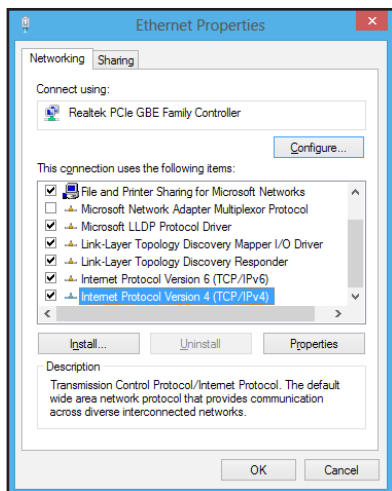 Ethernet Properties
Networking
Sharing
Connect using:
Realtek PCIe GBE Family Controller
Configure...
This connection uses the following items:
File and Printer Sharing for Microsoft Networks
Microsoft Network Adapter Multiplexor Protocol
Microsoft LLDP Protocol Driver
Link-Layer Topology Discovery Mapper I/O Driver
Link-Layer Topology Discovery Responder
Internet Protocol Version 6 (TCP/IPv6)
Internet Protocol Version 4 (TCP/IPv4)
Install...
Uninstall
Properties
Description
Transmission Control Protocol/Internet Protocol. The default
wide area network protocol that provides communication
across diverse interconnected networks.
OK
Cancel